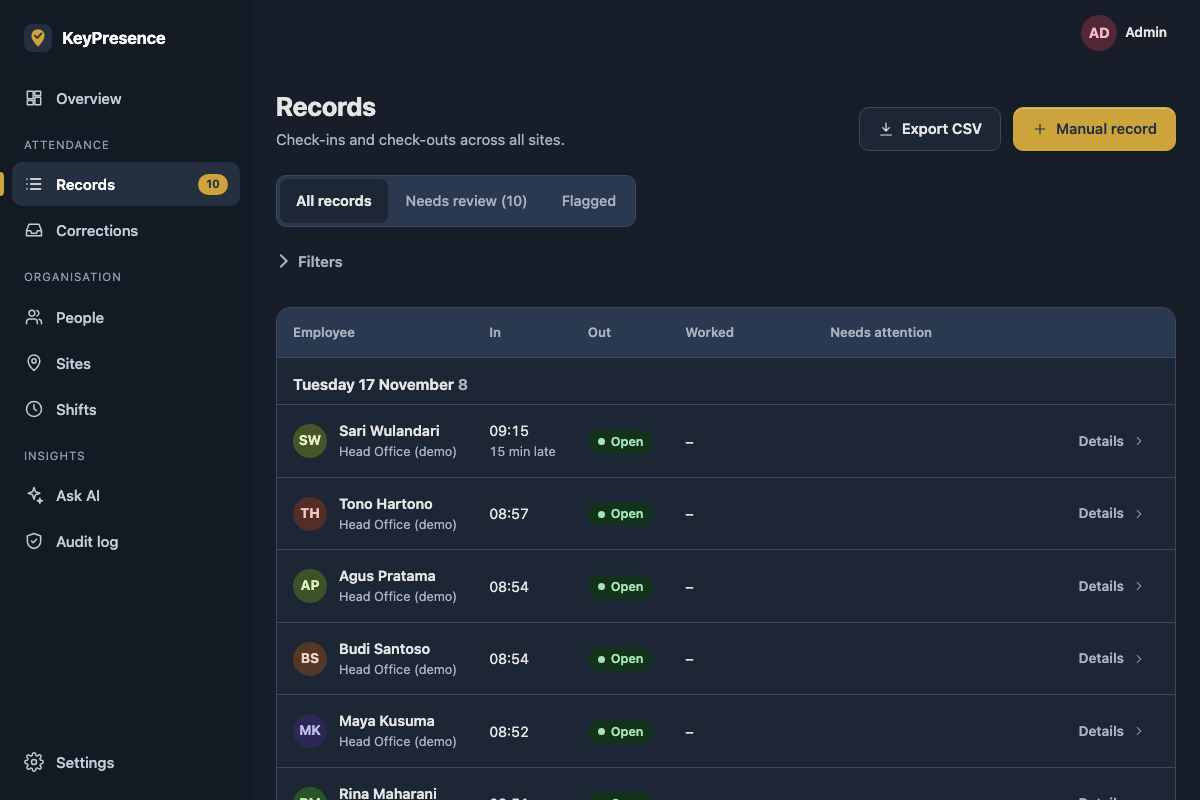 KeyPresence
AD Admin
Overview
ATTENDANCE
Records 10
Corrections
ORGANISATION
People
Sites
Shifts
INSIGHTS
Ask AI
Audit log
Settings
Records
Check-ins and check-outs across all sites.
Export CSV
+ Manual record
All records Needs review (10) Flagged
Filters
Employee In Out Worked Needs attention
Tuesday 17 November 8
SW Sari Wulandari 09:15 Open – Details
Head Office (demo) 15 min late
TH Tono Hartono 08:57 Open – Details
Head Office (demo)
AP Agus Pratama 08:54 Open – Details
Head Office (demo)
BS Budi Santoso 08:54 Open – Details
Head Office (demo)
MK Maya Kusuma 08:52 Open – Details
Head Office (demo)
Rina Maharani